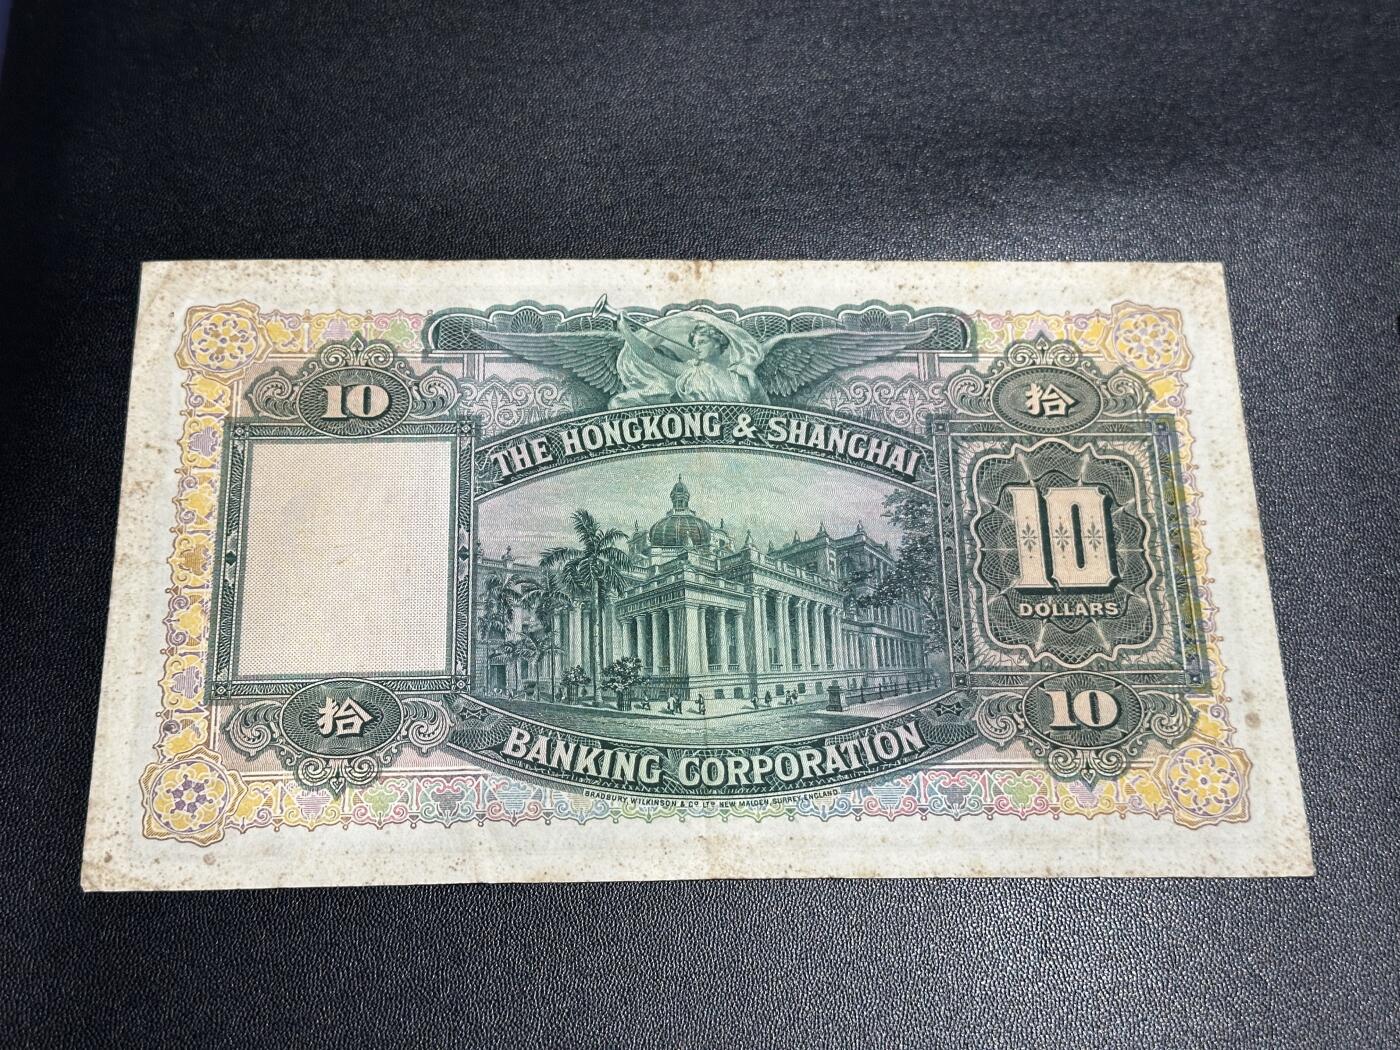 10
拾
THE HONGKONG & SHANGHAI
10
DOLLARS
拾
10
BANKING CORPORATION
BRADBURY, WILKINSON & Cº Lᵀᴰ NEW MALDEN, SURREY, ENGLAND.